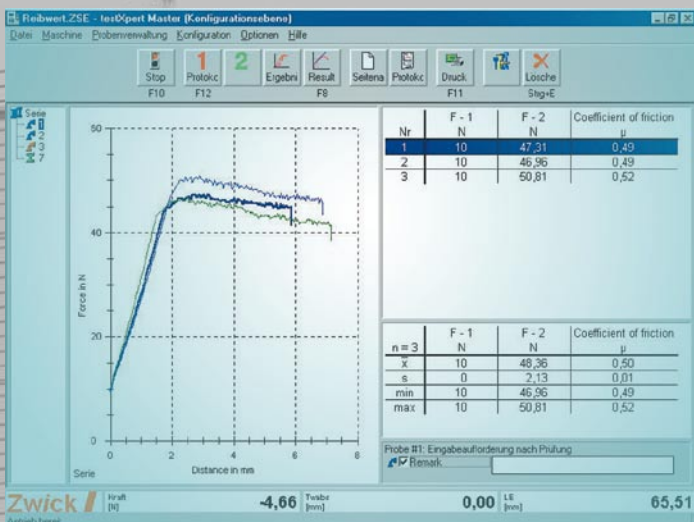 Reibwert.ZSE - testXpert Master (Konfigurationsebene)
Datei Maschine Probenverwaltung Konfiguration Optionen Hilfe
1 2
Stop Protokc Ergebni Result Seitena Protokc Druck Lösche
F10 F12 F8 F11 Strg+E
Serie
1
2
3
7
60
40
20
0
Force in N
0 2 4 6 8
Serie Distance in mm
F - 1 F - 2 Coefficient of friction
Nr N N µ
1 10 47,31 0,49
2 10 46,96 0,49
3 10 50,81 0,52
F - 1 F - 2 Coefficient of friction
n = 3 N N µ
x̄ 10 48,36 0,50
s 0 2,13 0,01
min 10 46,96 0,49
max 10 50,81 0,52
Probe #1: Eingabeaufforderung nach Prüfung
Remark
Zwick Kraft [N] -4,66 [mm] 0,00 LE [mm] 65,51